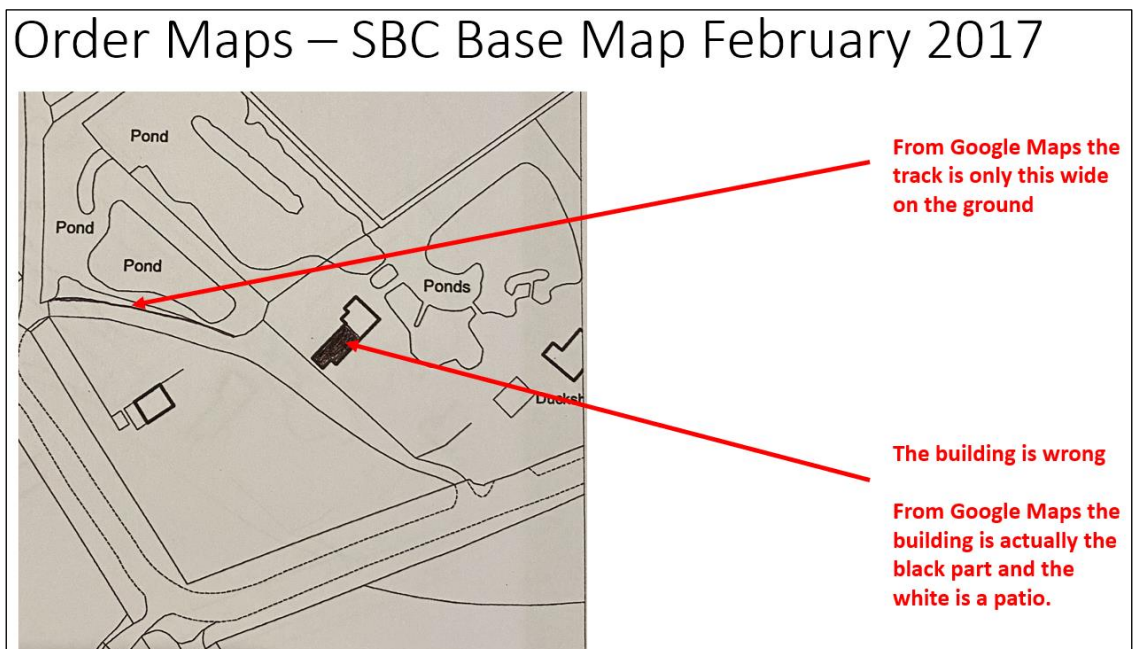 Order Maps – SBC Base Map February 2017
Pond
Pond
Pond
Ponds
From Google Maps the
track is only this wide
on the ground
The building is wrong
From Google Maps the
building is actually the
black part and the
white is a patio.